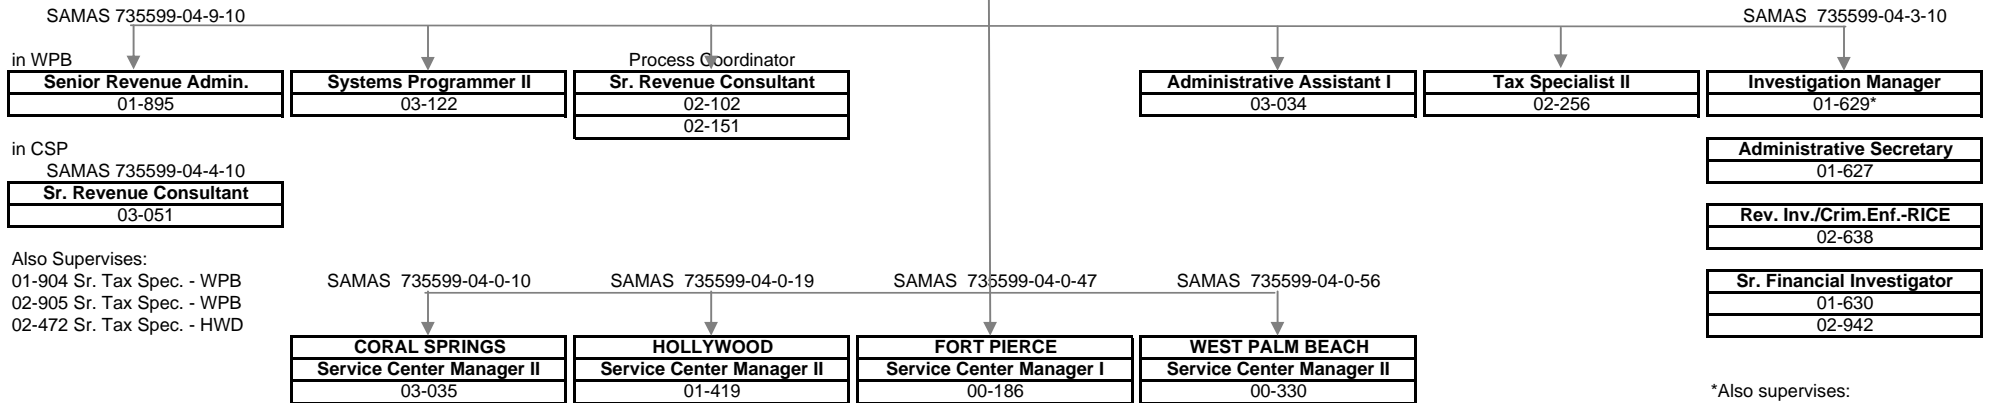 SAMAS 735599-04-9-10
SAMAS 735599-04-3-10
in WPB
Process Coordinator
Senior Revenue Admin.
01-895
Systems Programmer II
03-122
Sr. Revenue Consultant
02-102
02-151
Administrative Assistant I
03-034
Tax Specialist II
02-256
Investigation Manager
01-629*
in CSP
SAMAS 735599-04-4-10
Sr. Revenue Consultant
03-051
Administrative Secretary
01-627
Rev. Inv./Crim.Enf.-RICE
02-638
Sr. Financial Investigator
01-630
02-942
Also Supervises:
01-904 Sr. Tax Spec. - WPB
02-905 Sr. Tax Spec. - WPB
02-472 Sr. Tax Spec. - HWD
SAMAS 735599-04-0-10
SAMAS 735599-04-0-19
SAMAS 735599-04-0-47
SAMAS 735599-04-0-56
CORAL SPRINGS
Service Center Manager II
03-035
HOLLYWOOD
Service Center Manager II
01-419
FORT PIERCE
Service Center Manager I
00-186
WEST PALM BEACH
Service Center Manager II
00-330
*Also supervises: